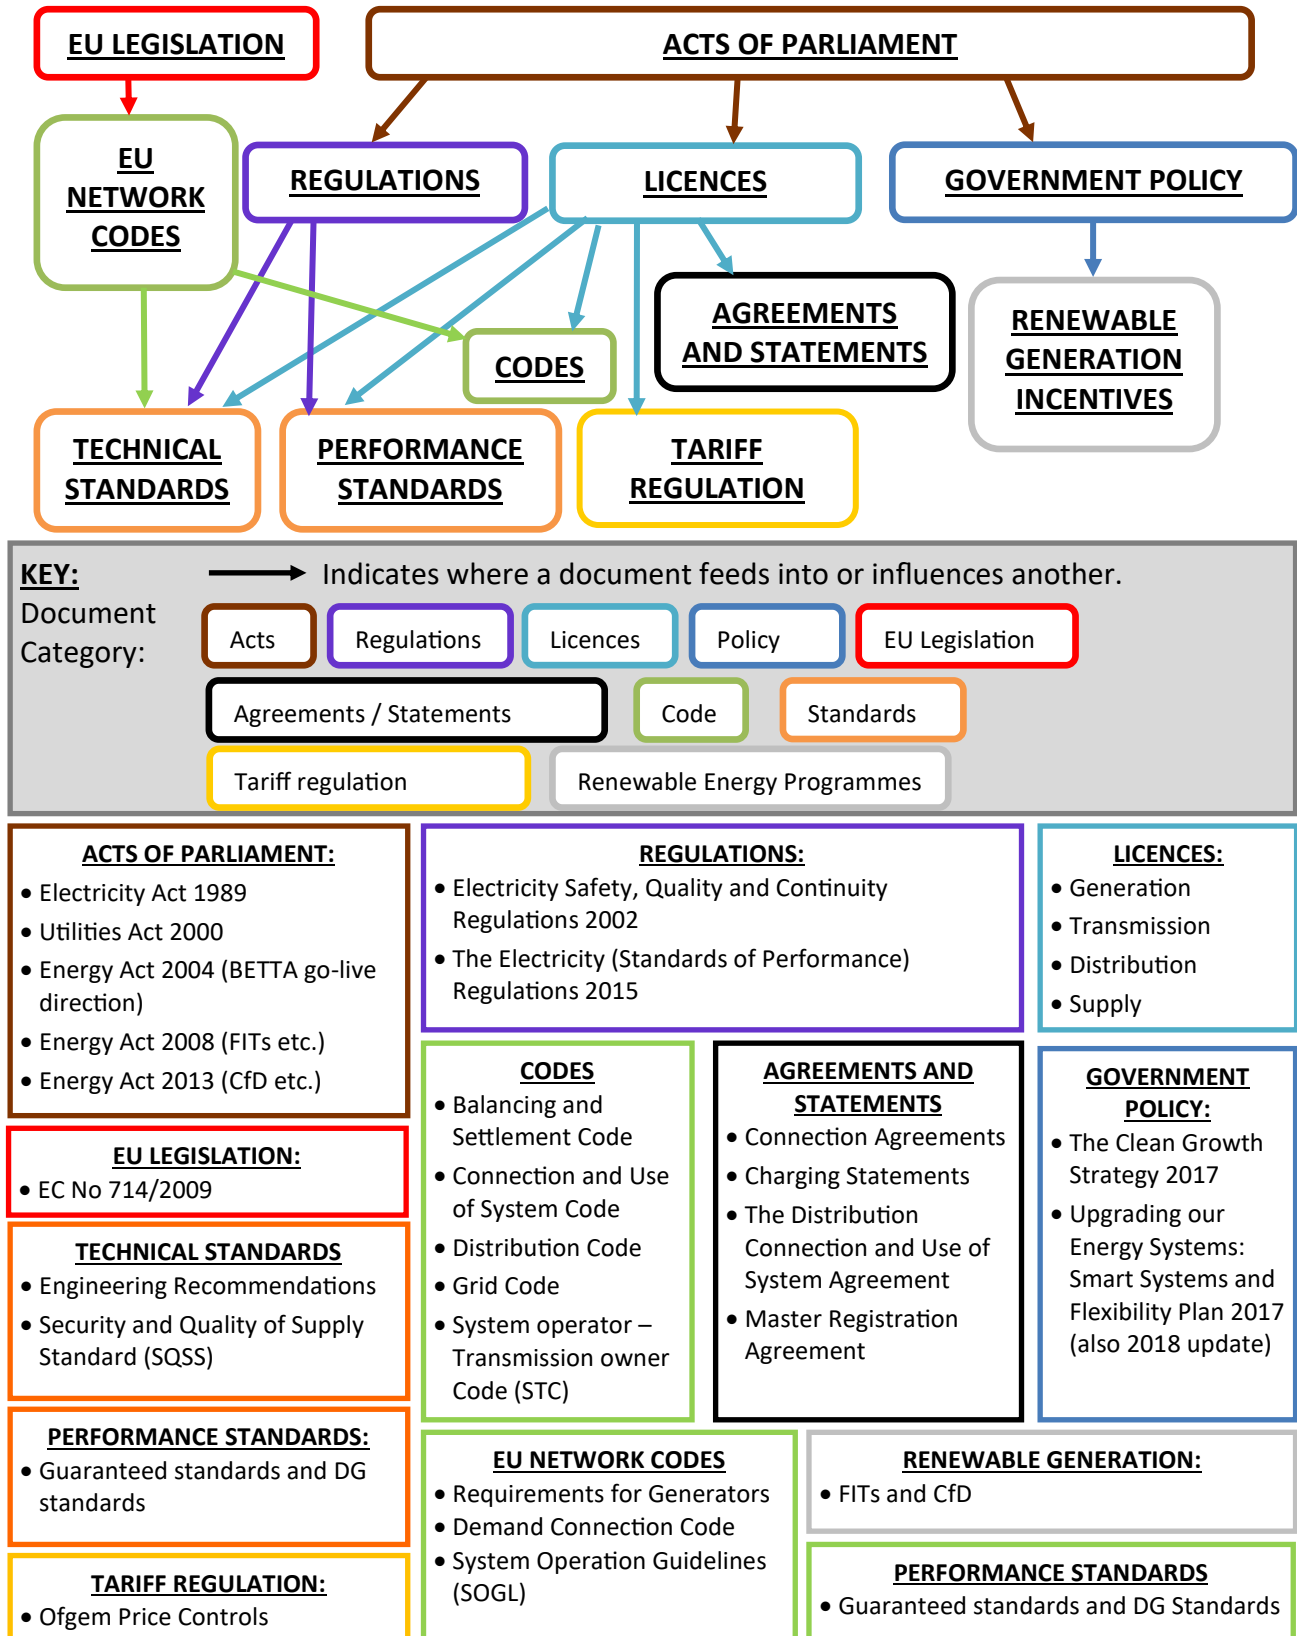 EU LEGISLATION
ACTS OF PARLIAMENT
EU
NETWORK
CODES
REGULATIONS
LICENCES
GOVERNMENT POLICY
AGREEMENTS
AND STATEMENTS
RENEWABLE
GENERATION
INCENTIVES
CODES
TECHNICAL
STANDARDS
PERFORMANCE
STANDARDS
TARIFF
REGULATION
KEY:
Indicates where a document feeds into or influences another.
Document
Category:
Acts
Regulations
Licences
Policy
EU Legislation
Agreements / Statements
Code
Standards
Tariff regulation
Renewable Energy Programmes
ACTS OF PARLIAMENT:
• Electricity Act 1989
• Utilities Act 2000
• Energy Act 2004 (BETTA go-live
direction)
• Energy Act 2008 (FITs etc.)
• Energy Act 2013 (CfD etc.)
REGULATIONS:
• Electricity Safety, Quality and Continuity
Regulations 2002
• The Electricity (Standards of Performance)
Regulations 2015
LICENCES:
• Generation
• Transmission
• Distribution
• Supply
EU LEGISLATION:
• EC No 714/2009
CODES
• Balancing and
Settlement Code
• Connection and Use
of System Code
• Distribution Code
• Grid Code
• System operator –
Transmission owner
Code (STC)
AGREEMENTS AND
STATEMENTS
• Connection Agreements
• Charging Statements
• The Distribution
Connection and Use of
System Agreement
• Master Registration
Agreement
GOVERNMENT
POLICY:
• The Clean Growth
Strategy 2017
• Upgrading our
Energy Systems:
Smart Systems and
Flexibility Plan 2017
(also 2018 update)
TECHNICAL STANDARDS
• Engineering Recommendations
• Security and Quality of Supply
Standard (SQSS)
PERFORMANCE STANDARDS:
• Guaranteed standards and DG
standards
EU NETWORK CODES
• Requirements for Generators
• Demand Connection Code
• System Operation Guidelines
(SOGL)
RENEWABLE GENERATION:
• FITs and CfD
TARIFF REGULATION:
• Ofgem Price Controls
PERFORMANCE STANDARDS
• Guaranteed standards and DG Standards